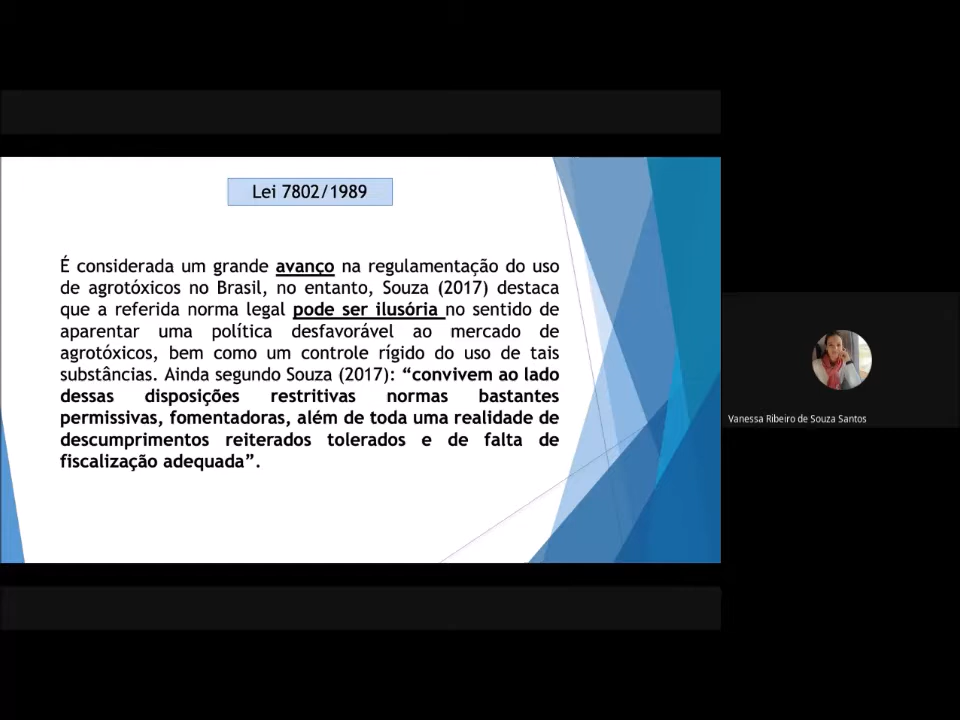 Lei 7802/1989
É considerada um grande avanço na regulamentação do uso
de agrotóxicos no Brasil, no entanto, Souza (2017) destaca
que a referida norma legal pode ser ilusória no sentido de
aparentar uma política desfavorável ao mercado de
agrotóxicos, bem como um controle rígido do uso de tais
substâncias. Ainda segundo Souza (2017): “convivem ao lado
dessas disposições restritivas normas bastantes
permissivas, fomentadoras, além de toda uma realidade de
descumprimentos reiterados tolerados e de falta de
fiscalização adequada”.
Vanessa Ribeiro de Souza Santos